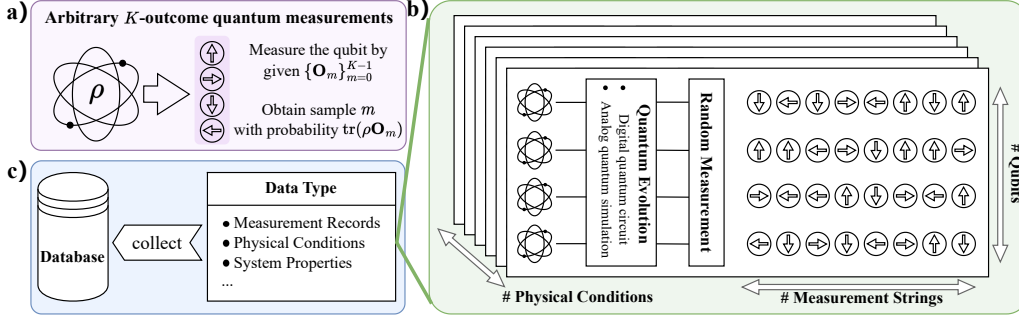 a)
Arbitrary K-outcome quantum measurements
ρ
Measure the qubit by
given {O_m}_{m=0}^{K-1}
Obtain sample m
with probability tr(ρO_m)
b)
Quantum Evolution
• Digital quantum circuit
• Analog quantum simulation
Random Measurement
# Qubits
# Physical Conditions
# Measurement Strings
c)
Database
collect
Data Type
● Measurement Records
● Physical Conditions
● System Properties
...